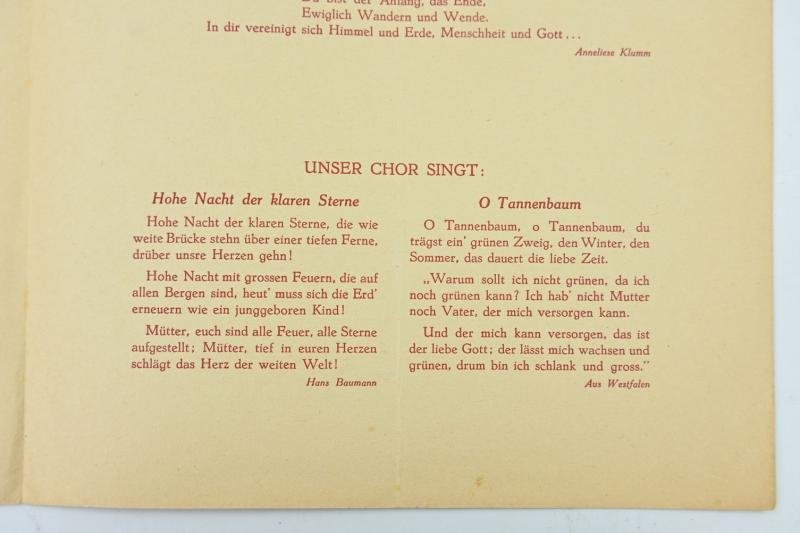 Du bist der Anfang, das Ende,
Ewiglich Wandern und Wende.
In dir vereinigt sich Himmel und Erde, Menschheit und Gott...
Anneliese Klumm
UNSER CHOR SINGT:
Hohe Nacht der klaren Sterne
Hohe Nacht der klaren Sterne, die wie
weite Brücke stehn über einer tiefen Ferne,
drüber unsre Herzen gehn!
Hohe Nacht mit grossen Feuern, die auf
allen Bergen sind, heut' muss sich die Erd'
erneuern wie ein junggeboren Kind!
Mütter, euch sind alle Feuer, alle Sterne
aufgestellt; Mütter, tief in euren Herzen
schlägt das Herz der weiten Welt!
Hans Baumann
O Tannenbaum
O Tannenbaum, o Tannenbaum, du
trägst ein' grünen Zweig, den Winter, den
Sommer, das dauert die liebe Zeit.
„Warum sollt ich nicht grünen, da ich
noch grünen kann? Ich hab' nicht Mutter
noch Vater, der mich versorgen kann.
Und der mich kann versorgen, das ist
der liebe Gott; der lässt mich wachsen und
grünen, drum bin ich schlank und gross."
Aus Westfalen